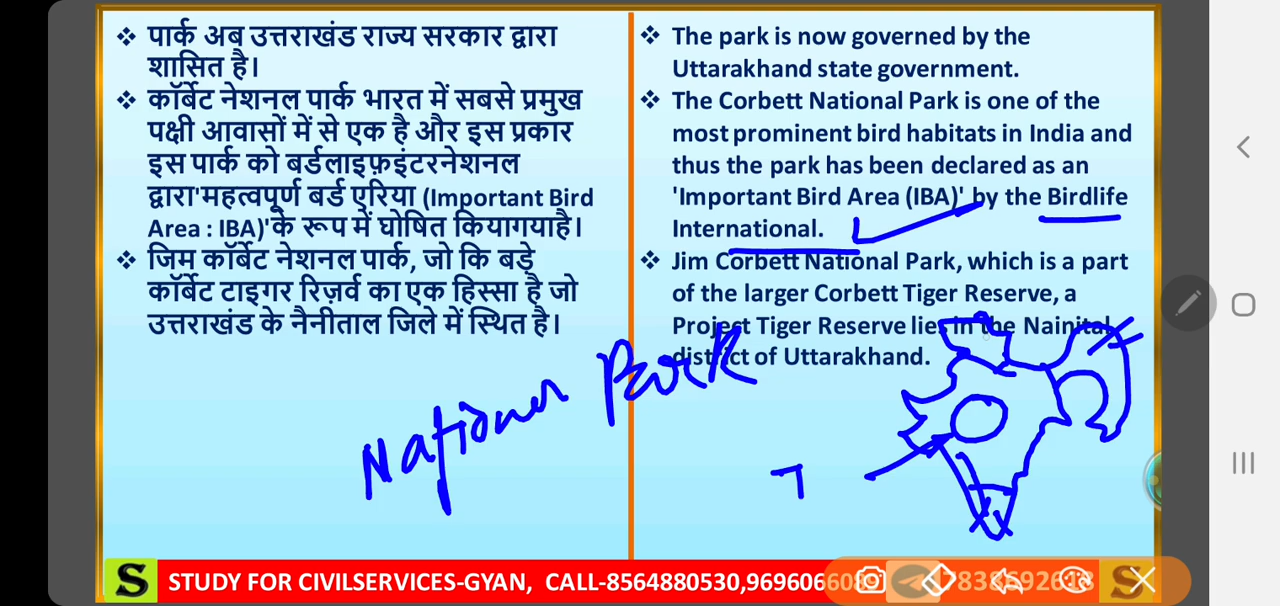 ❖ पार्क अब उत्तराखंड राज्य सरकार द्वारा
शासित है।
❖ कॉर्बेट नेशनल पार्क भारत में सबसे प्रमुख
पक्षी आवासों में से एक है और इस प्रकार
इस पार्क को बर्डलाइफ़इंटरनेशनल
द्वारा'महत्वपूर्ण बर्ड एरिया (Important Bird
Area : IBA)'के रूप में घोषित कियागयाहै।
❖ जिम कॉर्बेट नेशनल पार्क, जो कि बड़े
कॉर्बेट टाइगर रिज़र्व का एक हिस्सा है जो
उत्तराखंड के नैनीताल जिले में स्थित है।
❖ The park is now governed by the
Uttarakhand state government.
❖ The Corbett National Park is one of the
most prominent bird habitats in India and
thus the park has been declared as an
'Important Bird Area (IBA)' by the Birdlife
International.
❖ Jim Corbett National Park, which is a part
of the larger Corbett Tiger Reserve, a
Project Tiger Reserve lies in the Nainital
district of Uttarakhand.
National Park
S STUDY FOR CIVILSERVICES-GYAN, CALL-8564880530,9696066089 7838692618 S